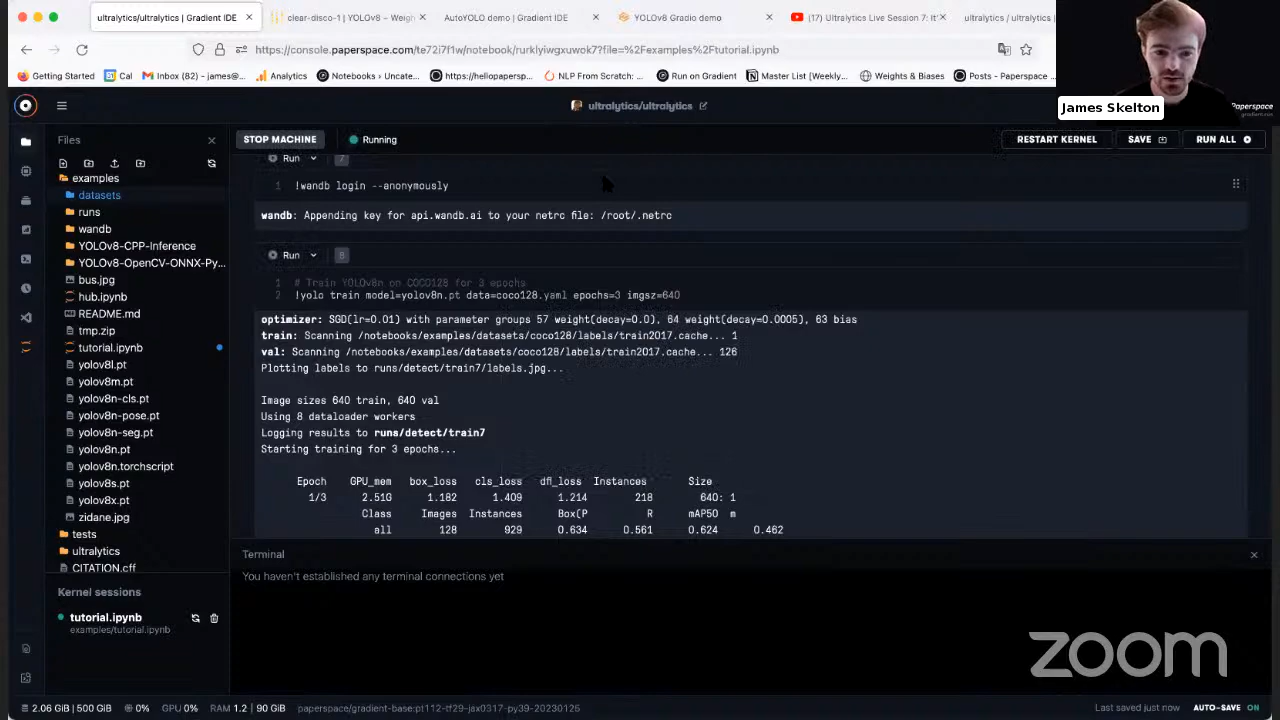 ultralytics/ultralytics | Gradient IDE
clear-disco-1 | YOLOv8 – Weigh
AutoYOLO demo | Gradient IDE
YOLOv8 Gradio demo
(17) Ultralytics Live Session 7: It'
ultralytics / ultralytics |
https://console.paperspace.com/te72i7f1w/notebook/rurklyiwgxuwok7?file=%2Fexamples%2Ftutorial.ipynb
Getting Started
Cal
Inbox (82) - james@...
Analytics
Notebooks › Uncate...
https://hellopapersp...
NLP From Scratch: ...
Run on Gradient
Master List [Weekly...
Weights & Biases
Posts - Paperspace
James Skelton
Paperspace
ultralytics/ultralytics
Files
STOP MACHINE
Running
RESTART KERNEL
SAVE
RUN ALL
examples
datasets
runs
wandb
YOLOv8-CPP-Inference
YOLOv8-OpenCV-ONNX-Py...
bus.jpg
hub.ipynb
README.md
tmp.zip
tutorial.ipynb
yolov8l.pt
yolov8m.pt
yolov8n-cls.pt
yolov8n-pose.pt
yolov8n-seg.pt
yolov8n.pt
yolov8n.torchscript
yolov8s.pt
yolov8x.pt
zidane.jpg
tests
ultralytics
CITATION.cff
Kernel sessions
tutorial.ipynb
examples/tutorial.ipynb
Run 7
1 !wandb login --anonymously
wandb: Appending key for api.wandb.ai to your netrc file: /root/.netrc
Run 8
1 # Train YOLOv8n on COCO128 for 3 epochs
2 !yolo train model=yolov8n.pt data=coco128.yaml epochs=3 imgsz=640
optimizer: SGD(lr=0.01) with parameter groups 57 weight(decay=0.0), 64 weight(decay=0.0005), 63 bias
train: Scanning /notebooks/examples/datasets/coco128/labels/train2017.cache... 1
val: Scanning /notebooks/examples/datasets/coco128/labels/train2017.cache... 126
Plotting labels to runs/detect/train7/labels.jpg...
Image sizes 640 train, 640 val
Using 8 dataloader workers
Logging results to runs/detect/train7
Starting training for 3 epochs...
Epoch GPU_mem box_loss cls_loss dfl_loss Instances Size
1/3 2.51G 1.182 1.409 1.214 218 640: 1
Class Images Instances Box(P R mAP50 m
all 128 929 0.634 0.561 0.624 0.462
Terminal
You haven't established any terminal connections yet
zoom
2.06 GiB | 500 GiB
0%
GPU 0%
RAM 1.2 | 90 GiB
paperspace/gradient-base:pt112-tf29-jax0317-py39-20230125
Last saved just now
AUTO-SAVE ON